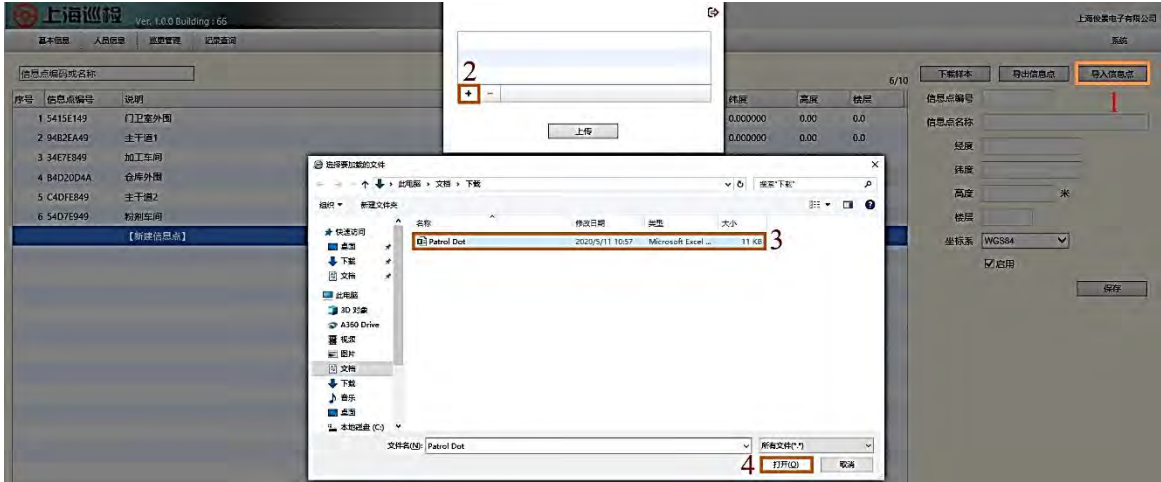 上海巡检 Ver. 1.0.0 Building : 66
上海俊景电子有限公司
基本信息 人员信息 巡更管理 记录查询 系统
信息点编码或名称
6/10
下载样本 导出信息点 导入信息点
1
2
+ -
上传
序号 信息点编号 说明 纬度 高度 楼层
1 5415E149 门卫室外围 0.000000 0.00 0.0
2 94B2EA49 主干道1 0.000000 0.00 0.0
3 34E7E849 加工车间
4 B4D20D4A 仓库外围
5 C4DFE849 主干道2
6 54D7E949 粉剂车间
【新建信息点】
信息点编号
信息点名称
经度
纬度
高度 米
楼层
坐标系 WGS84
启用
保存
选择要加载的文件
此电脑 › 文档 › 下载
搜索"下载"
组织 新建文件夹
名称 修改日期 类型 大小
Patrol Dot 2020/5/11 10:57 Microsoft Excel ... 11 KB
3
快速访问
桌面
下载
文档
此电脑
3D 对象
A360 Drive
视频
图片
文档
下载
音乐
桌面
本地磁盘 (C:)
文件名(N): Patrol Dot
所有文件(*.*)
4
打开(O) 取消